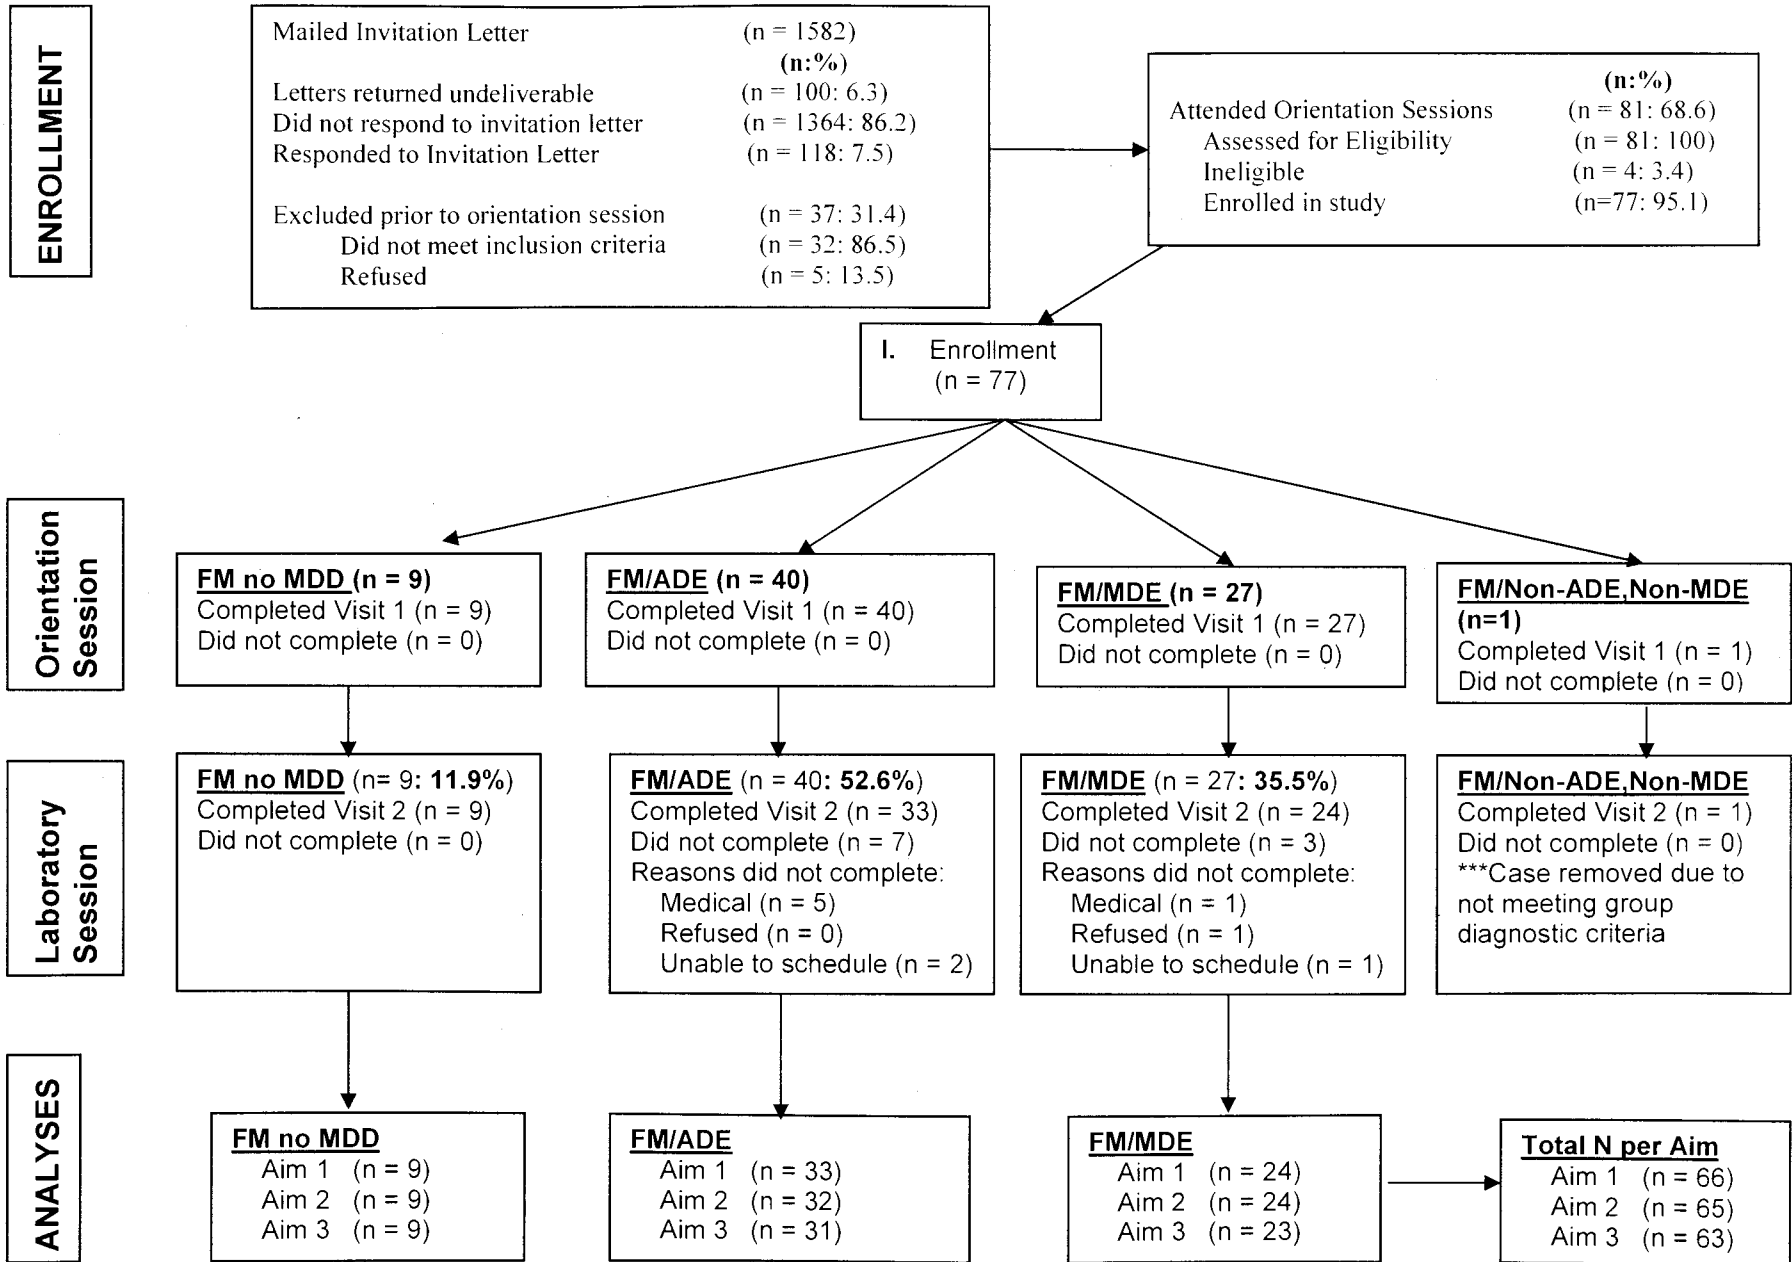 ENROLLMENT
Mailed Invitation Letter (n = 1582)
(n:%)
Letters returned undeliverable (n = 100: 6.3)
Did not respond to invitation letter (n = 1364: 86.2)
Responded to Invitation Letter (n = 118: 7.5)
Excluded prior to orientation session (n = 37: 31.4)
Did not meet inclusion criteria (n = 32: 86.5)
Refused (n = 5: 13.5)
(n:%)
Attended Orientation Sessions (n = 81: 68.6)
Assessed for Eligibility (n = 81: 100)
Ineligible (n = 4: 3.4)
Enrolled in study (n=77: 95.1)
I. Enrollment
(n = 77)
Orientation
Session
FM no MDD (n = 9)
Completed Visit 1 (n = 9)
Did not complete (n = 0)
FM/ADE (n = 40)
Completed Visit 1 (n = 40)
Did not complete (n = 0)
FM/MDE (n = 27)
Completed Visit 1 (n = 27)
Did not complete (n = 0)
FM/Non-ADE,Non-MDE
(n=1)
Completed Visit 1 (n = 1)
Did not complete (n = 0)
Laboratory
Session
FM no MDD (n= 9: 11.9%)
Completed Visit 2 (n = 9)
Did not complete (n = 0)
FM/ADE (n = 40: 52.6%)
Completed Visit 2 (n = 33)
Did not complete (n = 7)
Reasons did not complete:
Medical (n = 5)
Refused (n = 0)
Unable to schedule (n = 2)
FM/MDE (n = 27: 35.5%)
Completed Visit 2 (n = 24)
Did not complete (n = 3)
Reasons did not complete:
Medical (n = 1)
Refused (n = 1)
Unable to schedule (n = 1)
FM/Non-ADE,Non-MDE
Completed Visit 2 (n = 1)
Did not complete (n = 0)
***Case removed due to
not meeting group
diagnostic criteria
ANALYSES
FM no MDD
Aim 1 (n = 9)
Aim 2 (n = 9)
Aim 3 (n = 9)
FM/ADE
Aim 1 (n = 33)
Aim 2 (n = 32)
Aim 3 (n = 31)
FM/MDE
Aim 1 (n = 24)
Aim 2 (n = 24)
Aim 3 (n = 23)
Total N per Aim
Aim 1 (n = 66)
Aim 2 (n = 65)
Aim 3 (n = 63)